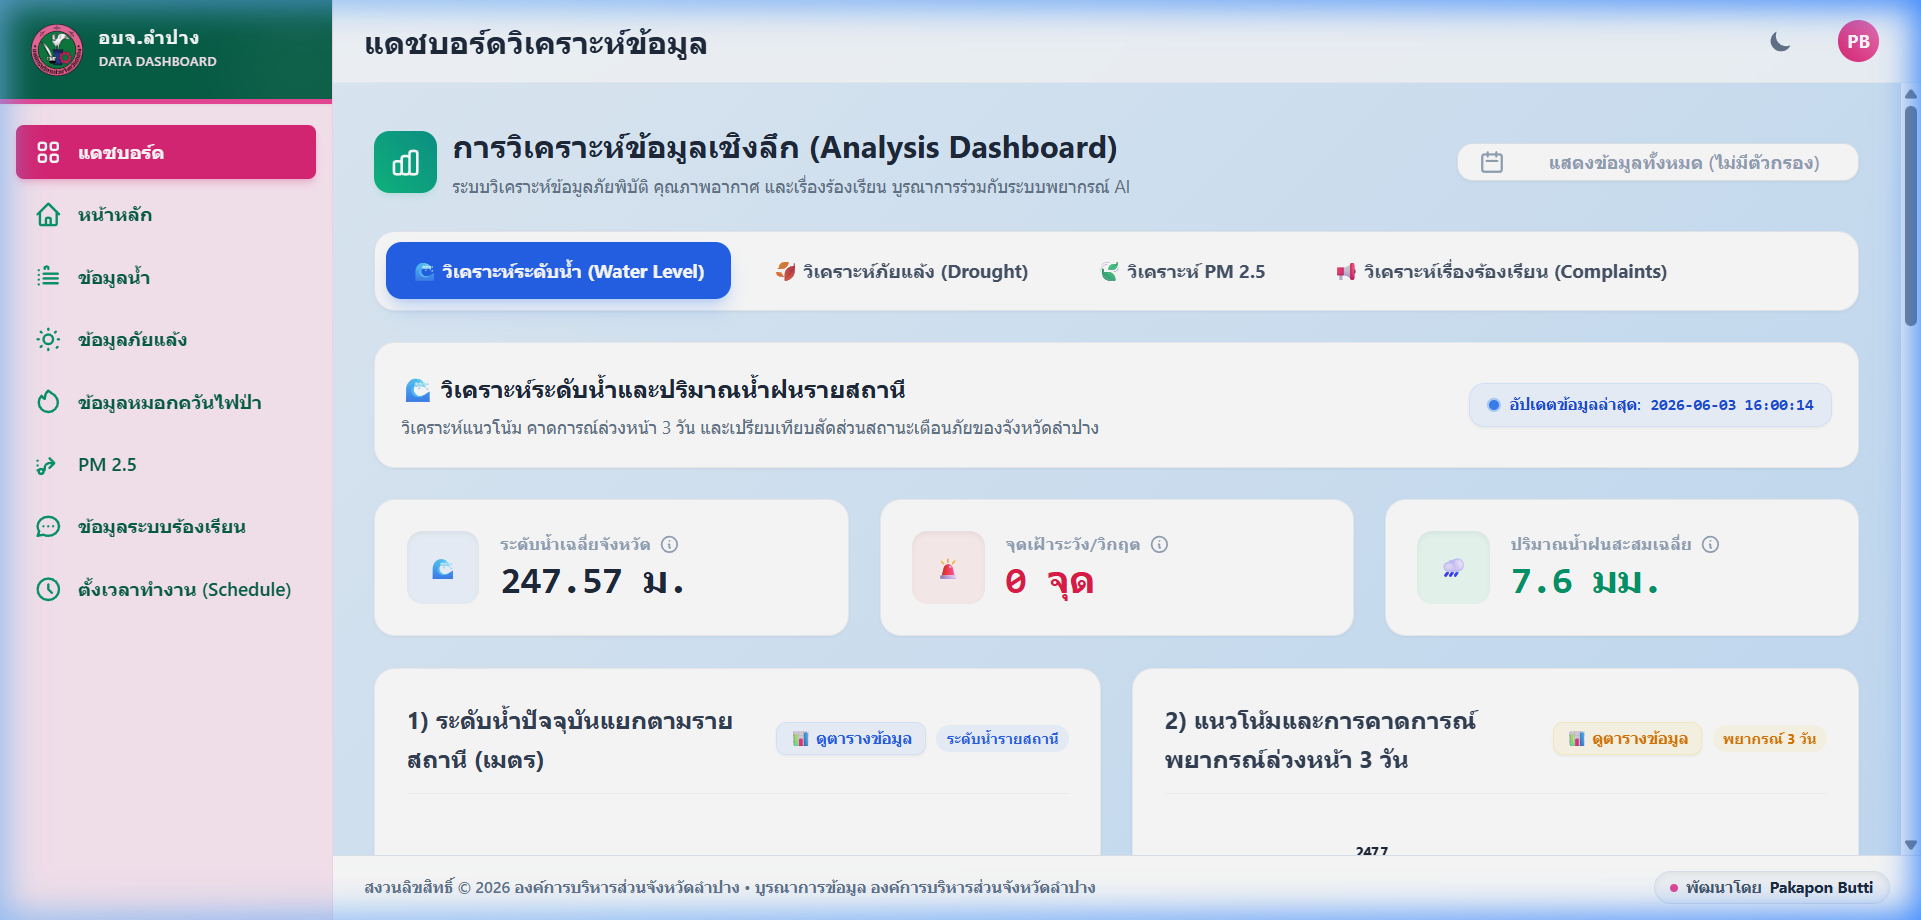 อบจ.ลำปาง
DATA DASHBOARD
แดชบอร์ด
หน้าหลัก
ข้อมูลน้ำ
ข้อมูลภัยแล้ง
ข้อมูลหมอกควันไฟป่า
PM 2.5
ข้อมูลระบบร้องเรียน
ตั้งเวลาทำงาน (Schedule)
แดชบอร์ดวิเคราะห์ข้อมูล
PB
การวิเคราะห์ข้อมูลเชิงลึก (Analysis Dashboard)
ระบบวิเคราะห์ข้อมูลภัยพิบัติ คุณภาพอากาศ และเรื่องร้องเรียน บูรณาการร่วมกับระบบพยากรณ์ AI
แสดงข้อมูลทั้งหมด (ไม่มีตัวกรอง)
วิเคราะห์ระดับน้ำ (Water Level)
วิเคราะห์ภัยแล้ง (Drought)
วิเคราะห์ PM 2.5
วิเคราะห์เรื่องร้องเรียน (Complaints)
วิเคราะห์ระดับน้ำและปริมาณน้ำฝนรายสถานี
วิเคราะห์แนวโน้ม คาดการณ์ล่วงหน้า 3 วัน และเปรียบเทียบสัดส่วนสถานะเตือนภัยของจังหวัดลำปาง
อัปเดตข้อมูลล่าสุด: 2026-06-03 16:00:14
ระดับน้ำเฉลี่ยจังหวัด
247.57 ม.
จุดเฝ้าระวัง/วิกฤต
0 จุด
ปริมาณน้ำฝนสะสมเฉลี่ย
7.6 มม.
1) ระดับน้ำปัจจุบันแยกตามราย
สถานี (เมตร)
ดูตารางข้อมูล
ระดับน้ำรายสถานี
2) แนวโน้มและการคาดการณ์
พยากรณ์ล่วงหน้า 3 วัน
ดูตารางข้อมูล
พยากรณ์ 3 วัน
247.7
สงวนลิขสิทธิ์ © 2026 องค์การบริหารส่วนจังหวัดลำปาง • บูรณาการข้อมูล องค์การบริหารส่วนจังหวัดลำปาง
พัฒนาโดย Pakapon Butti